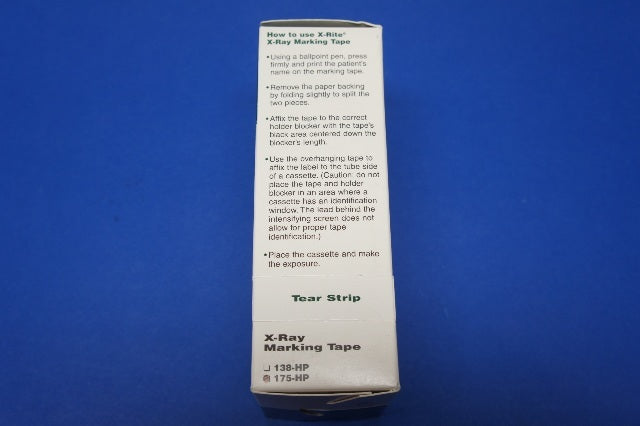 How to use X-Rite®
X-Ray Marking Tape
• Using a ballpoint pen, press
firmly and print the patient's
name on the marking tape.
• Remove the paper backing
by folding slightly to split the
two pieces.
• Affix the tape to the correct
holder blocker with the tape's
black area centered down the
blocker's length.
• Use the overhanging tape to
affix the label to the tube side
of a cassette. (Caution: do not
place the tape and holder
blocker in an area where a
cassette has an identification
window. The lead behind the
intensifying screen does not
allow for proper tape
identification.)
• Place the cassette and make
the exposure.
Tear Strip
X-Ray
Marking Tape
138-HP
175-HP